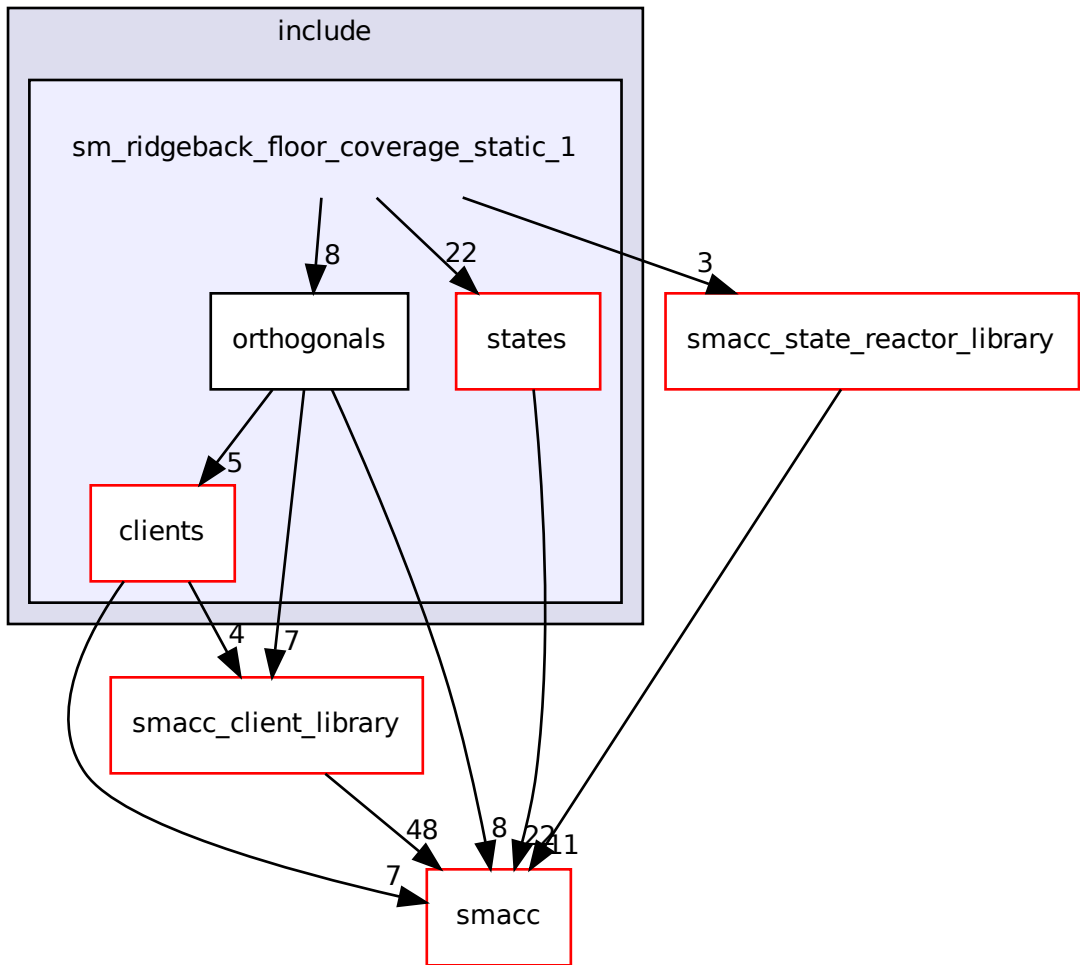 include
sm_ridgeback_floor_coverage_static_1
8
22
3
orthogonals
states
smacc_state_reactor_library
5
clients
4
7
smacc_client_library
48
8
22
11
7
smacc